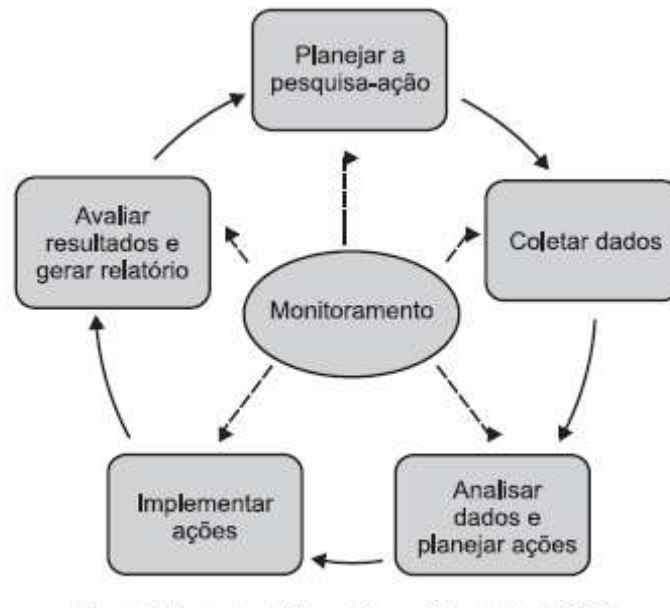 Planejar a
pesquisa-ação
Coletar dados
Analisar
dados e
planejar ações
Implementar
ações
Avaliar
resultados e
gerar relatório
Monitoramento